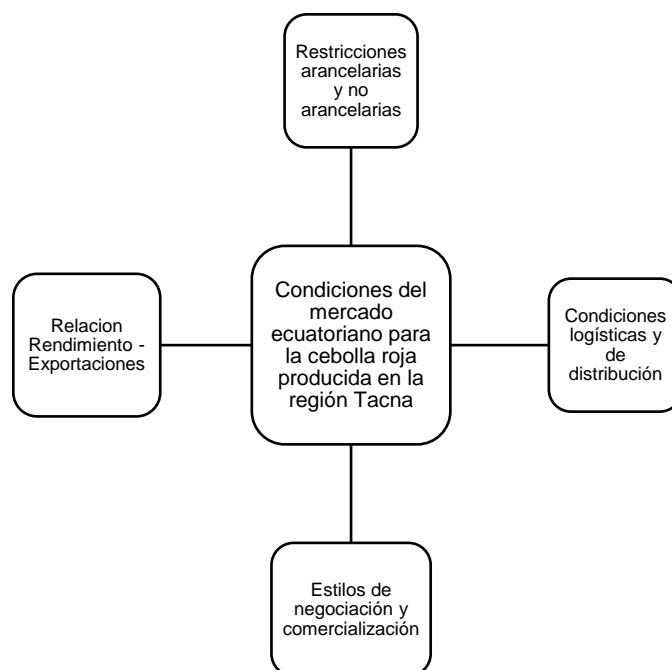 Restricciones
arancelarias
y no
arancelarias
Relacion
Rendimiento -
Exportaciones
Condiciones del
mercado
ecuatoriano para
la cebolla roja
producida en la
región Tacna
Condiciones
logísticas y
de
distribución
Estilos de
negociación y
comercialización